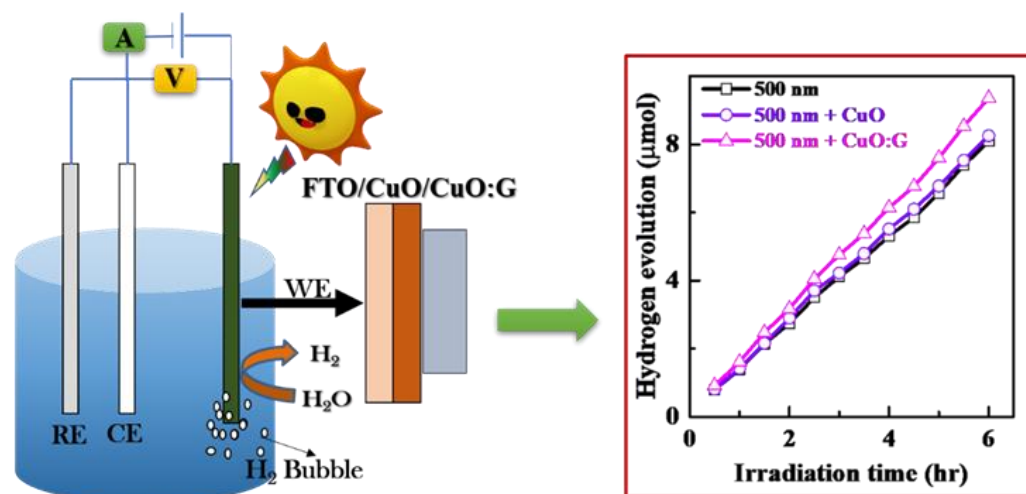 A
V
FTO/CuO/CuO:G
WE
H₂
H₂O
RE
CE
H₂ Bubble
500 nm
500 nm + CuO
500 nm + CuO:G
Hydrogen evolution (μmol)
8
4
0
0
2
4
6
Irradiation time (hr)